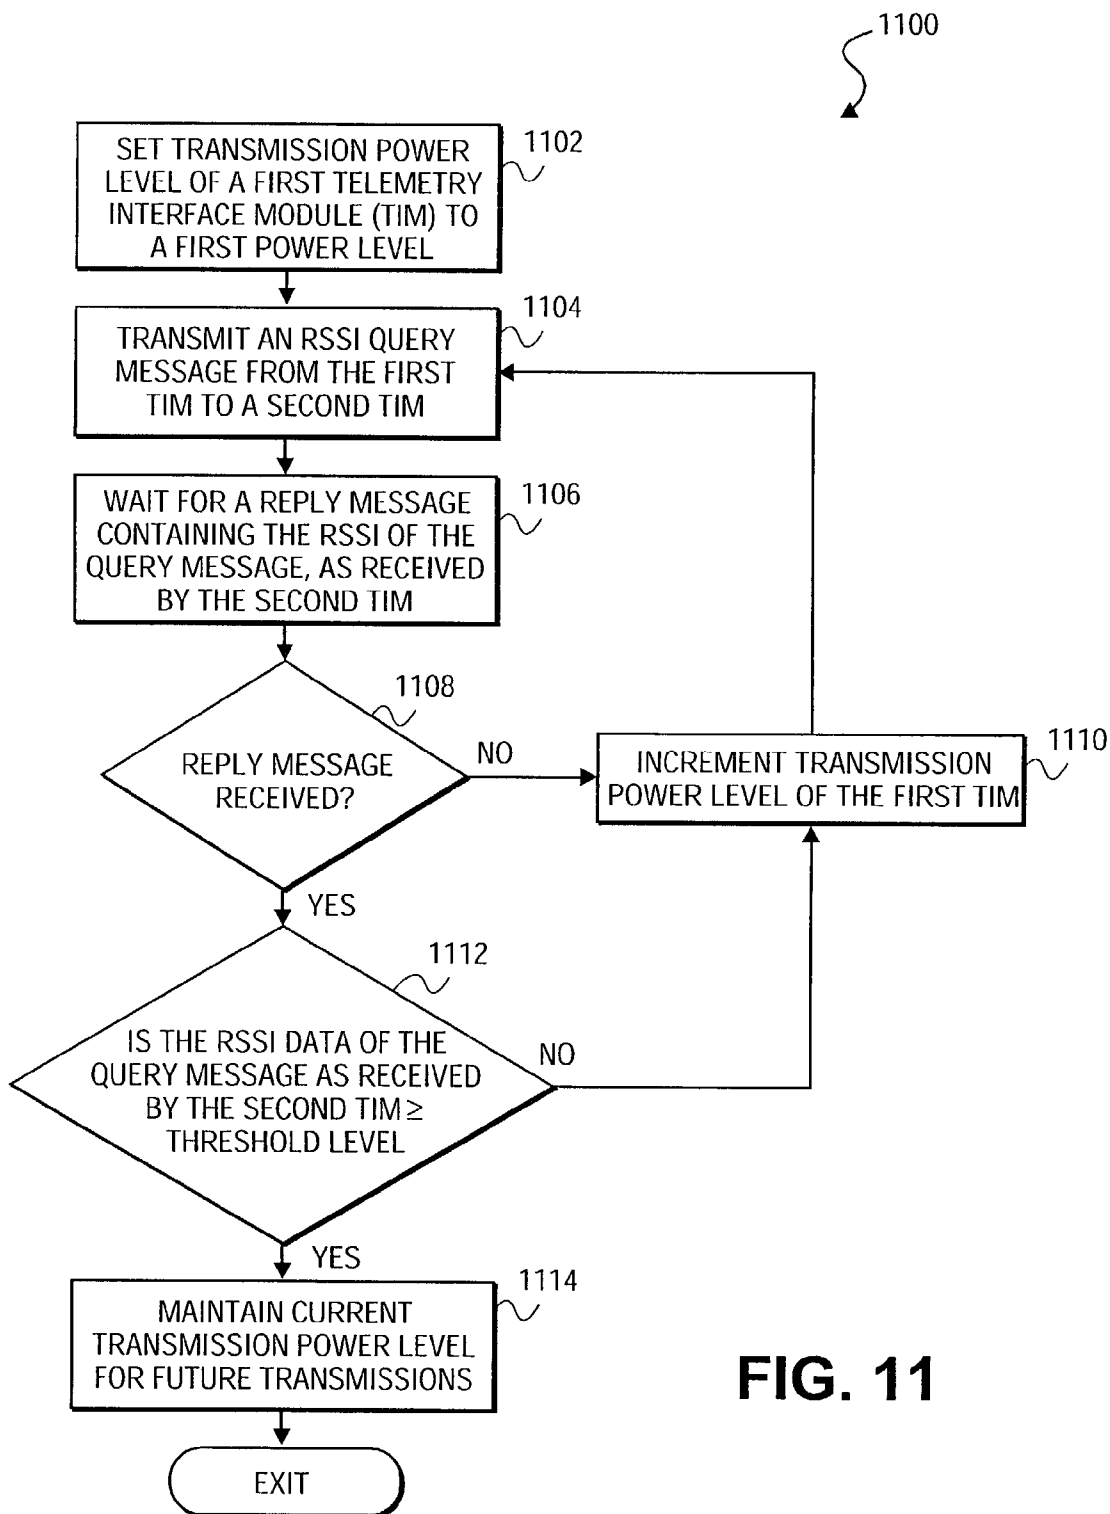 1100
SET TRANSMISSION POWER
LEVEL OF A FIRST TELEMETRY
INTERFACE MODULE (TIM) TO
A FIRST POWER LEVEL
1102
TRANSMIT AN RSSI QUERY
MESSAGE FROM THE FIRST
TIM TO A SECOND TIM
1104
WAIT FOR A REPLY MESSAGE
CONTAINING THE RSSI OF THE
QUERY MESSAGE, AS RECEIVED
BY THE SECOND TIM
1106
REPLY MESSAGE
RECEIVED?
1108
NO
INCREMENT TRANSMISSION
POWER LEVEL OF THE FIRST TIM
1110
YES
IS THE RSSI DATA OF THE
QUERY MESSAGE AS RECEIVED
BY THE SECOND TIM ≥
THRESHOLD LEVEL
1112
NO
YES
MAINTAIN CURRENT
TRANSMISSION POWER LEVEL
FOR FUTURE TRANSMISSIONS
1114
EXIT
FIG. 11